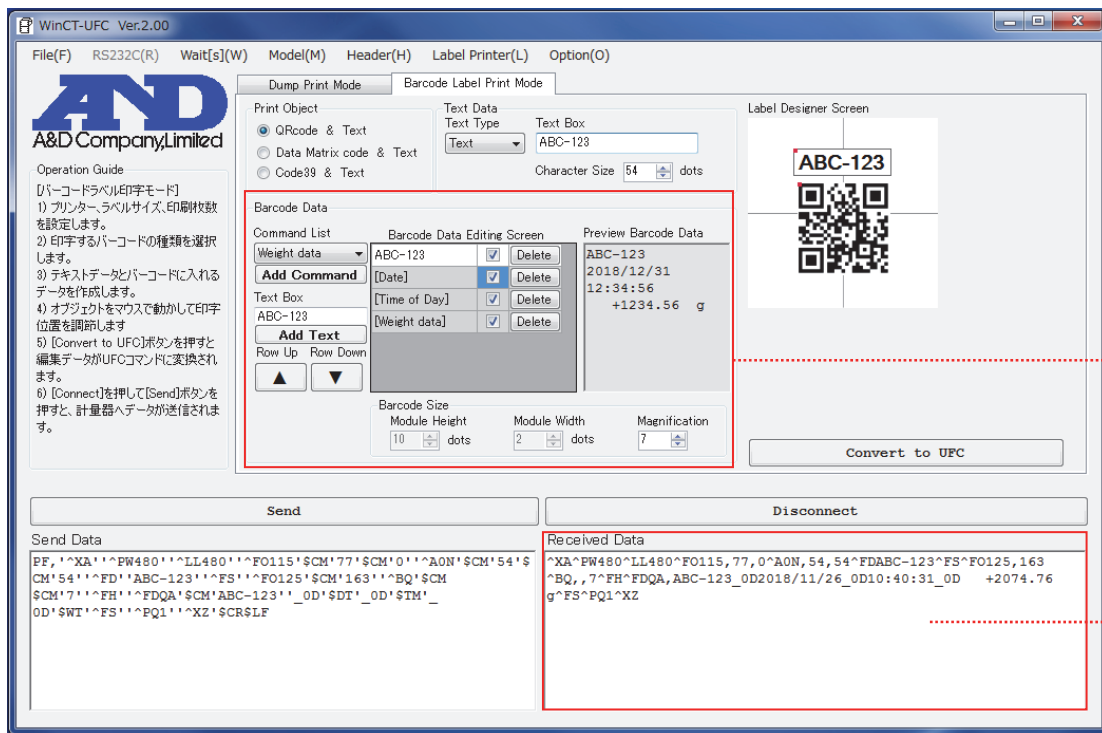 WinCT-UFC Ver.2.00
File(F) RS232C(R) Wait[s](W) Model(M) Header(H) Label Printer(L) Option(O)
AND
A&D Company,Limited
Operation Guide
[バーコードラベル印字モード]
1) プリンター、ラベルサイズ、印刷枚数
を設定します。
2) 印字するバーコードの種類を選択
します。
3) テキストデータとバーコードに入れる
データを作成します。
4) オブジェクトをマウスで動かして印字
位置を調節します
5) [Convert to UFC]ボタンを押すと
編集データがUFCコマンドに変換され
ます。
6) [Connect]を押して[Send]ボタンを
押すと、計量器へデータが送信されま
す。
Dump Print Mode
Barcode Label Print Mode
Print Object
QRcode & Text
Data Matrix code & Text
Code39 & Text
Text Data
Text Type
Text
Text Box
ABC-123
Character Size 54 dots
Barcode Data
Command List
Weight data
Add Command
Text Box
ABC-123
Add Text
Row Up Row Down
▲ ▼
Barcode Data Editing Screen
ABC-123 Delete
[Date] Delete
[Time of Day] Delete
[Weight data] Delete
Preview Barcode Data
ABC-123
2018/12/31
12:34:56
+1234.56 g
Barcode Size
Module Height
10 dots
Module Width
2 dots
Magnification
7
Label Designer Screen
ABC-123
Convert to UFC
Send
Disconnect
Send Data
PF,'^XA''^PW480''^LL480''^FO115'$CM'77'$CM'0''^A0N'$CM'54'$
CM'54''^FD''ABC-123''^FS''^FO125'$CM'163''^BQ'$CM
$CM'7''^FH''^FDQA'$CM'ABC-123''_0D'$DT'_0D'$TM'_
0D'$WT'^FS''^PQ1''^XZ'$CR$LF
Received Data
^XA^PW480^LL480^FO115,77,0^A0N,54,54^FDABC-123^FS^FO125,163
^BQ,,7^FH^FDQA,ABC-123_0D2018/11/26_0D10:40:31_0D +2074.76
g^FS^PQ1^XZ